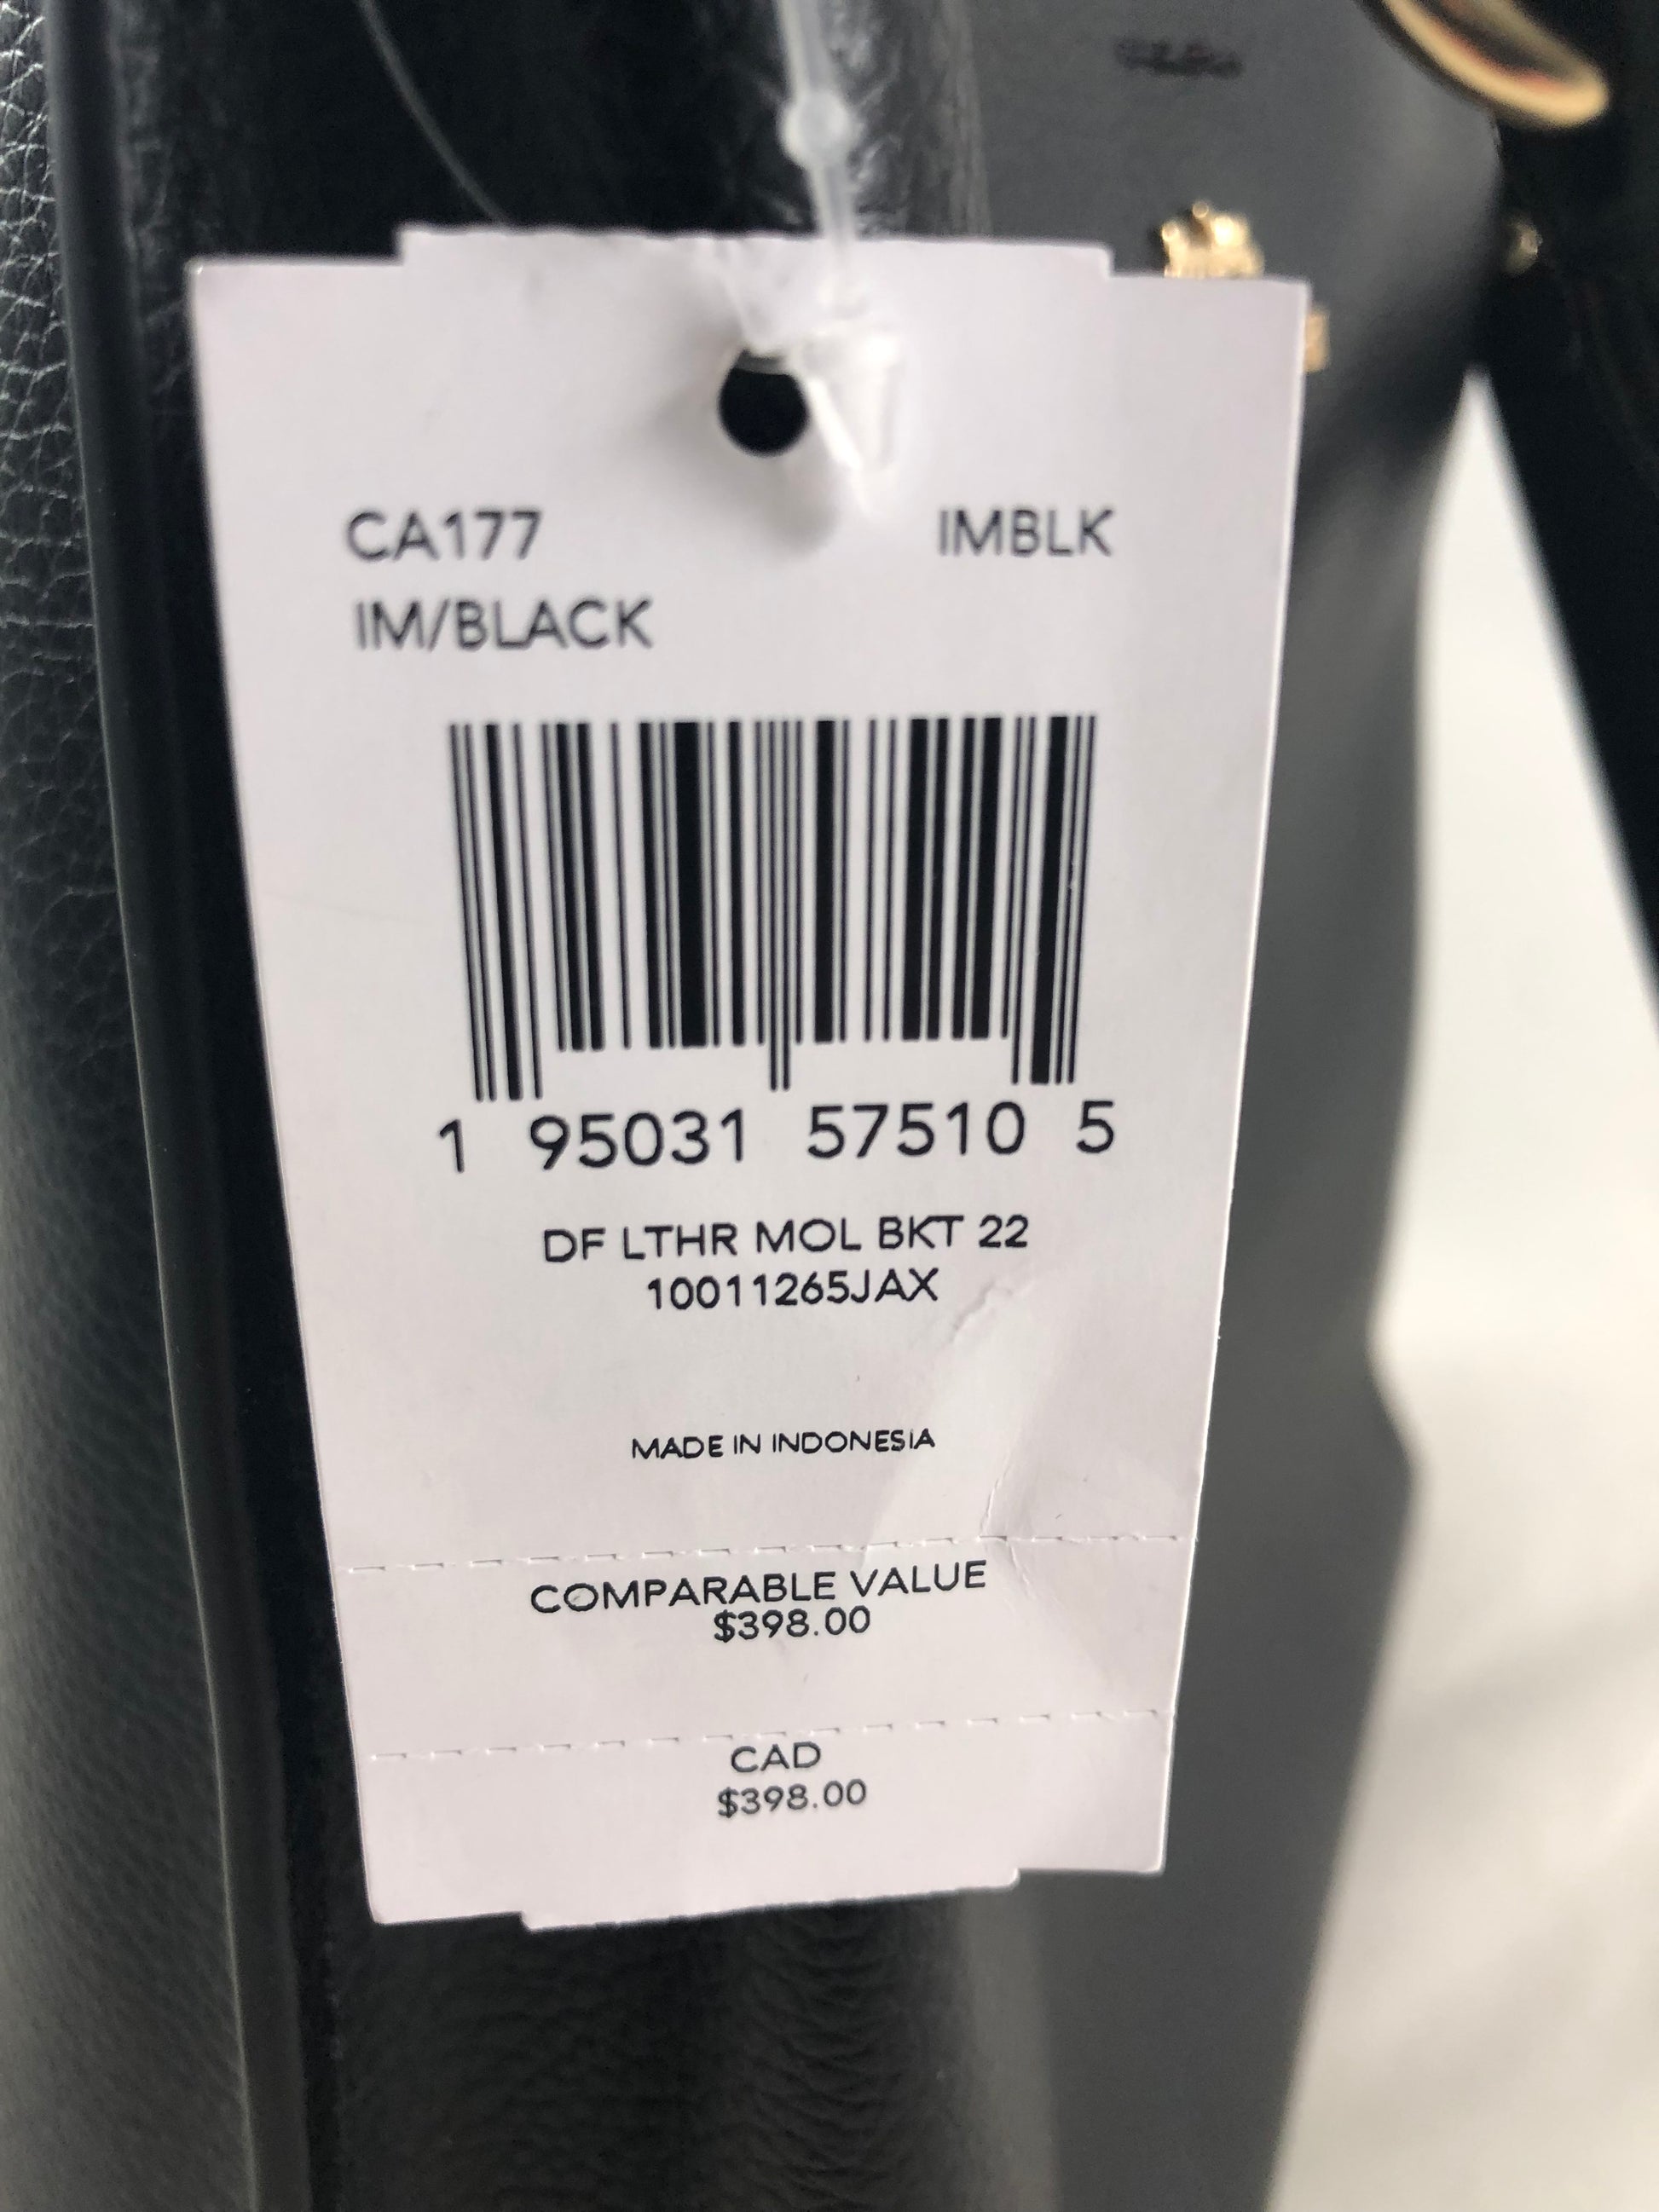 CA177 IMBLK
IM/BLACK
1 95031 57510 5
DF LTHR MOL BKT 22
10011265JAX
MADE IN INDONESIA
COMPARABLE VALUE
$398.00
CAD
$398.00